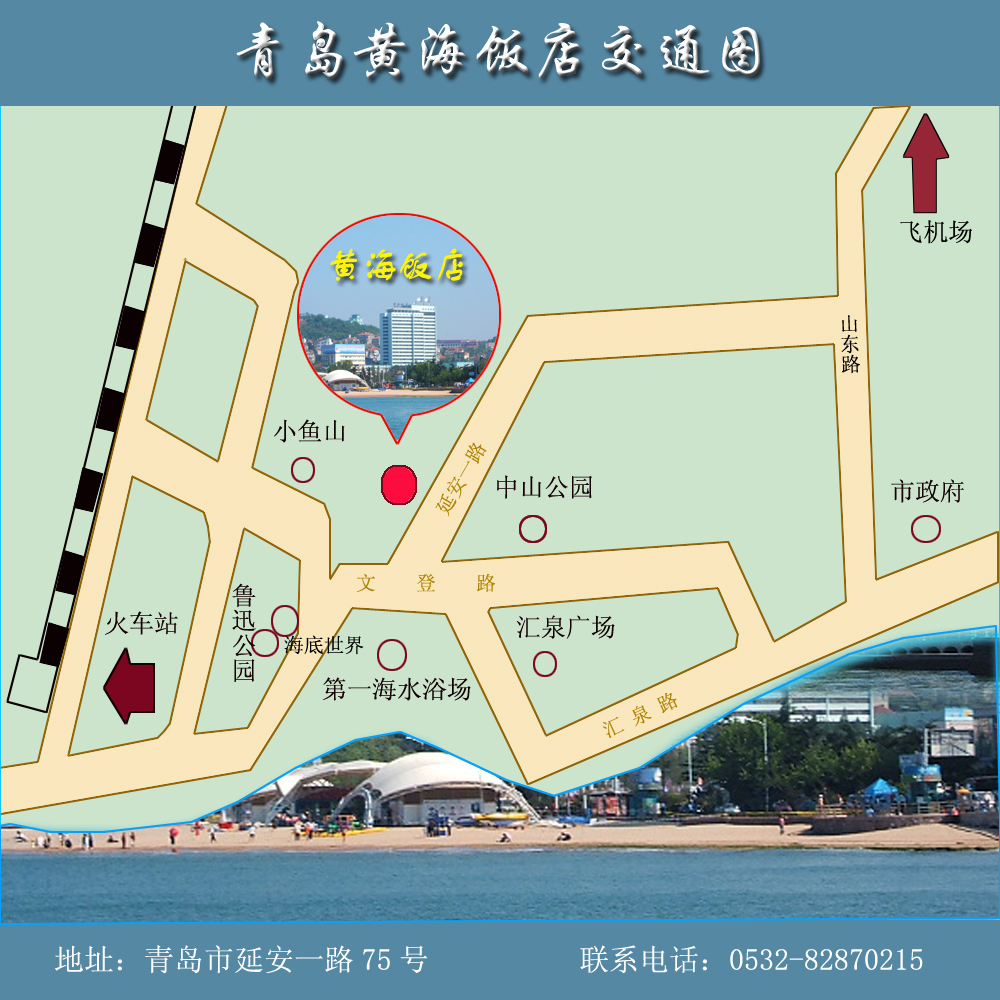 青岛黄海饭店交通图
飞机场
黄海饭店
山东路
小鱼山
延安一路
中山公园
市政府
文登路
鲁迅公园
火车站
海底世界
汇泉广场
第一海水浴场
汇泉路
地址：青岛市延安一路 75 号
联系电话：0532-82870215